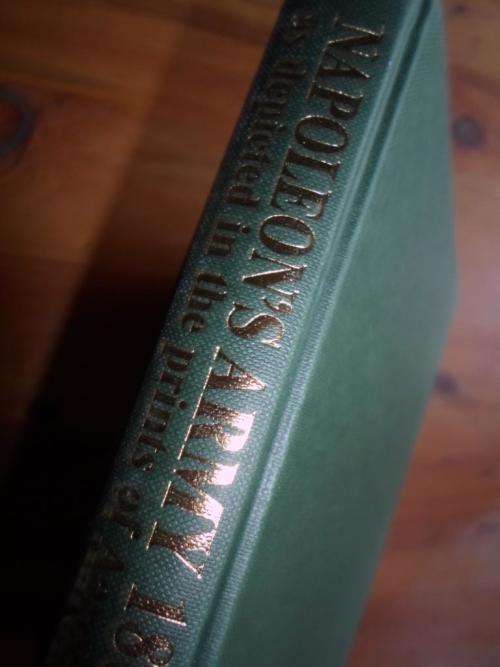 NAPOLEON'S ARMY 18
as depicted in the prints of A